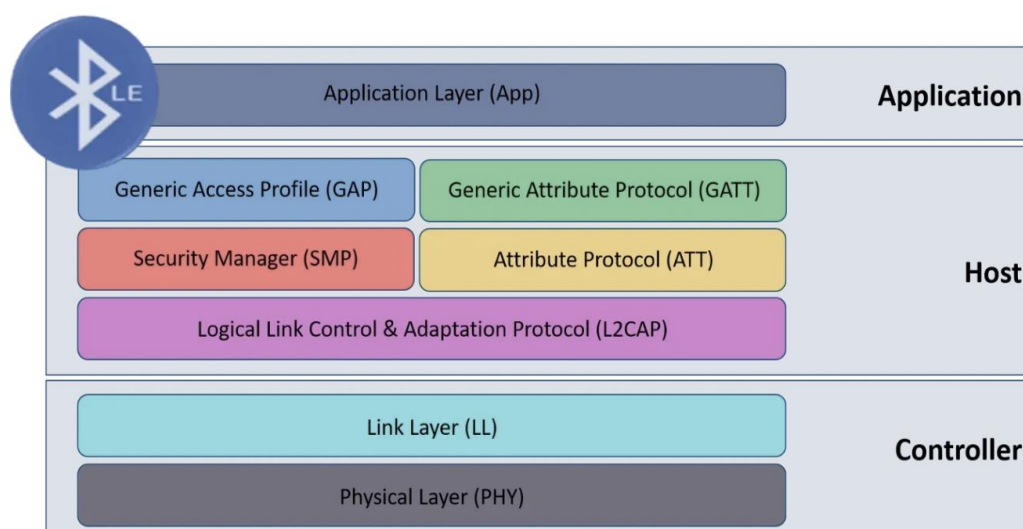 LE
Application Layer (App)
Application
Generic Access Profile (GAP)
Generic Attribute Protocol (GATT)
Security Manager (SMP)
Attribute Protocol (ATT)
Host
Logical Link Control & Adaptation Protocol (L2CAP)
Link Layer (LL)
Controller
Physical Layer (PHY)